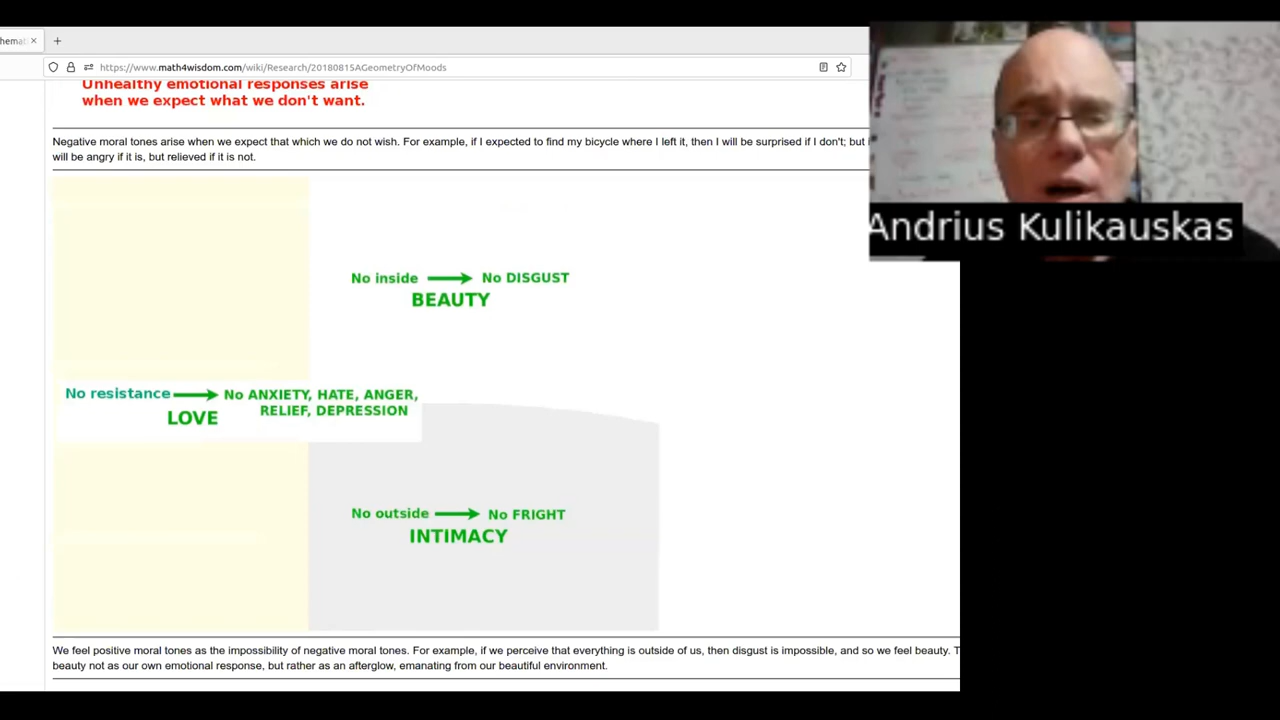 hemat
https://www.math4wisdom.com/wiki/Research/20180815AGeometryOfMoods
Unhealthy emotional responses arise
when we expect what we don't want.
Negative moral tones arise when we expect that which we do not wish. For example, if I expected to find my bicycle where I left it, then I will be surprised if I don't; but
will be angry if it is, but relieved if it is not.
Andrius Kulikauskas
No inside No DISGUST
BEAUTY
No resistance No ANXIETY, HATE, ANGER,
RELIEF, DEPRESSION
LOVE
No outside No FRIGHT
INTIMACY
We feel positive moral tones as the impossibility of negative moral tones. For example, if we perceive that everything is outside of us, then disgust is impossible, and so we feel beauty. T
beauty not as our own emotional response, but rather as an afterglow, emanating from our beautiful environment.